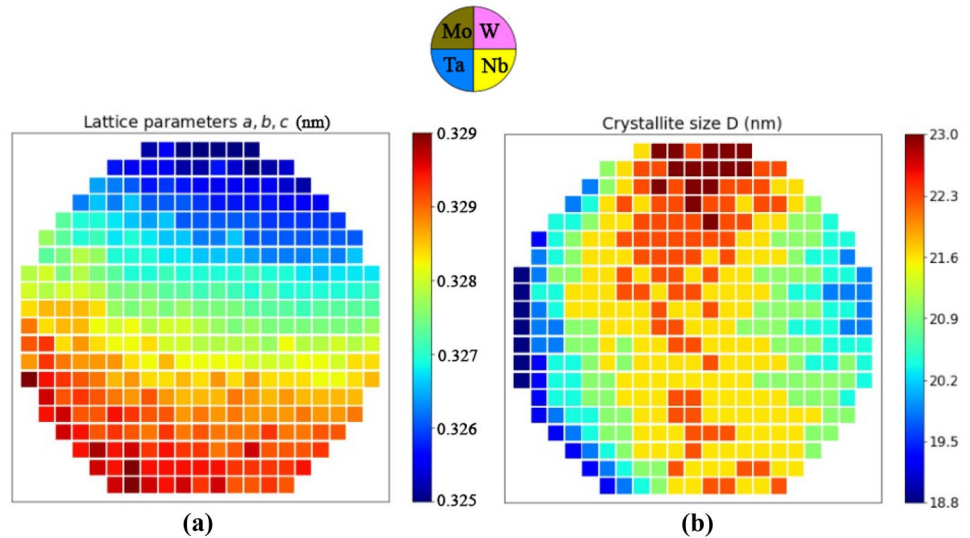 Mo W
Ta Nb
Lattice parameters a, b, c (nm)
0.329
0.329
0.328
0.327
0.326
0.325
(a)
Crystallite size D (nm)
23.0
22.3
21.6
20.9
20.2
19.5
18.8
(b)